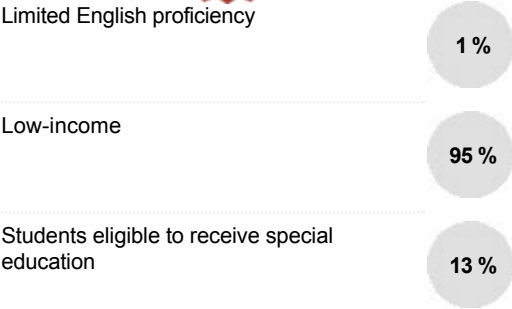 Limited English proficiency
1 %
Low-income
95 %
Students eligible to receive special
education
13 %